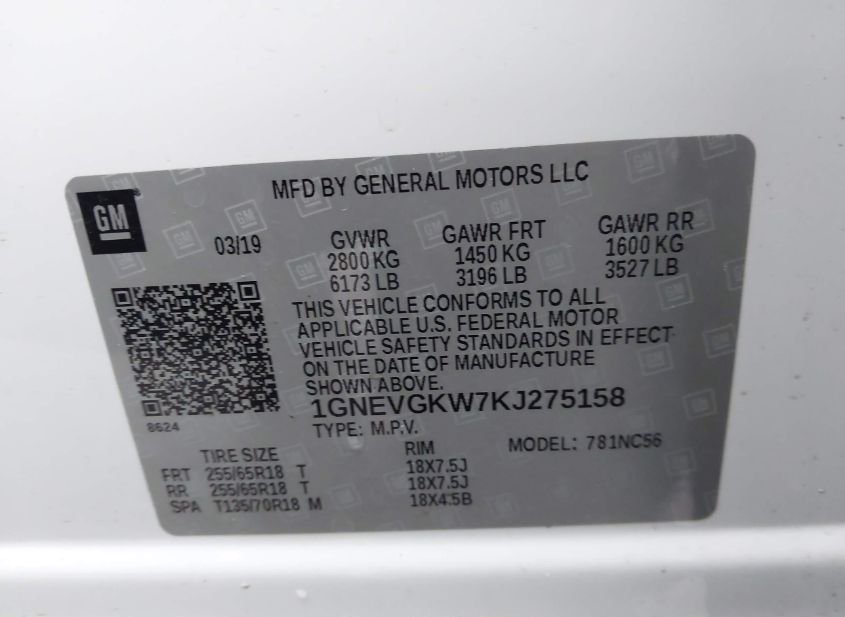 MFD BY GENERAL MOTORS LLC
GM
03/19
GVWR
2800 KG
6173 LB
GAWR FRT
1450 KG
3196 LB
GAWR RR
1600 KG
3527 LB
THIS VEHICLE CONFORMS TO ALL
APPLICABLE U.S. FEDERAL MOTOR
VEHICLE SAFETY STANDARDS IN EFFECT
ON THE DATE OF MANUFACTURE
SHOWN ABOVE.
1GNEVGKW7KJ275158
8624
TYPE: M.P.V.
MODEL: 781NC56
TIRE SIZE RIM
FRT 255/65R18 T 18X7.5J
RR 255/65R18 T 18X7.5J
SPA T135/70R18 M 18X4.5B